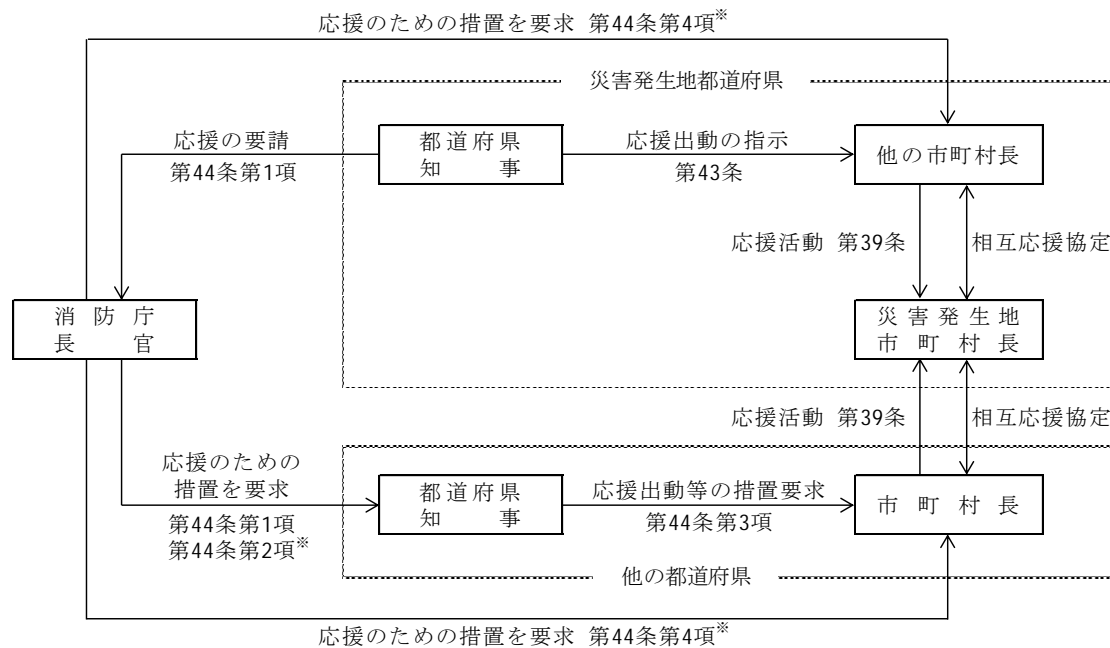 応援のための措置を要求 第44条第4項※
災害発生地都道府県
応援の要請
第44条第1項
都道府県
知事
応援出動の指示
第43条
他の市町村長
応援活動 第39条
相互応援協定
消防庁
長官
災害発生地
市町村長
応援活動 第39条
相互応援協定
応援のための
措置を要求
第44条第1項
第44条第2項※
都道府県
知事
応援出動等の措置要求
第44条第3項
市町村長
他の都道府県
応援のための措置を要求 第44条第4項※